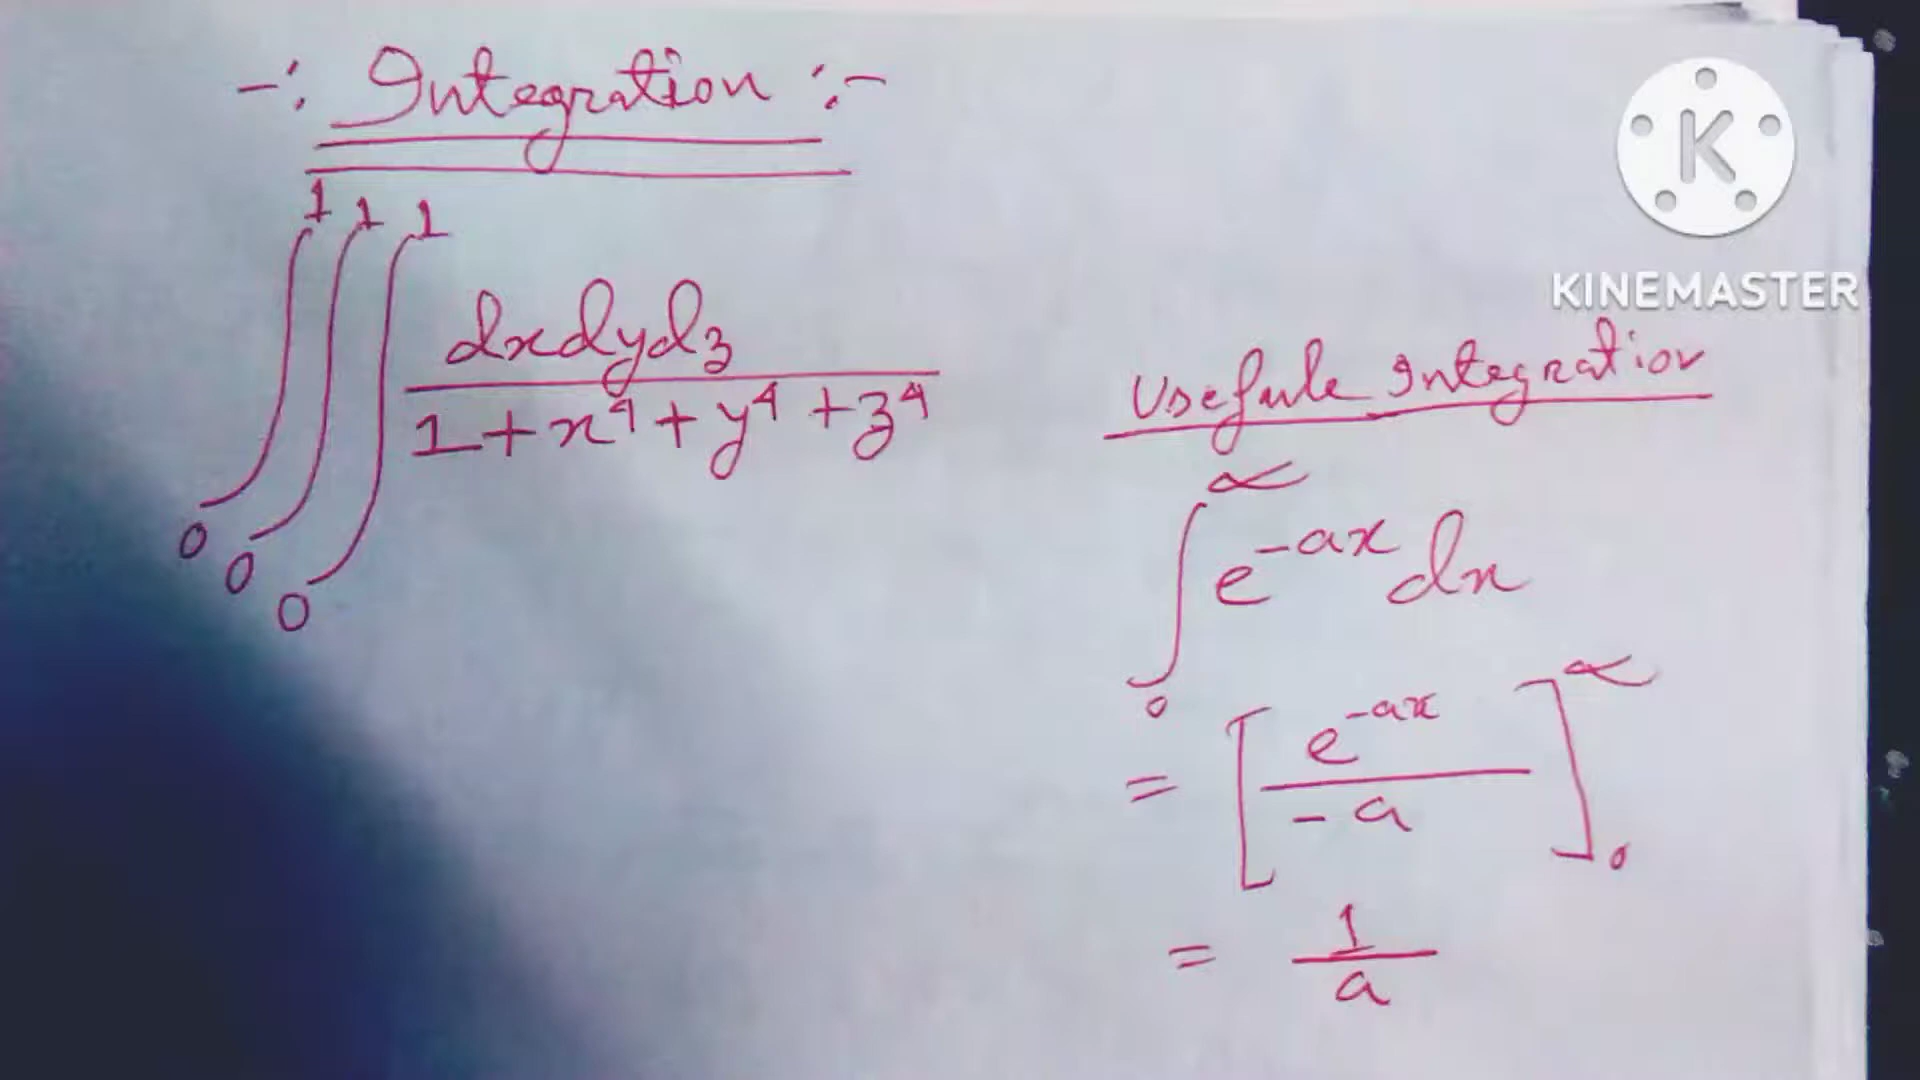 -: Integration :-
1 1 1
∫∫∫ dxdydz
1+x⁴+y⁴+z⁴
0 0 0
K
KINEMASTER
Usefule Integration
∫₀^∝ e^-ax dx
= [e^-ax / -a]₀^∝
= 1/a